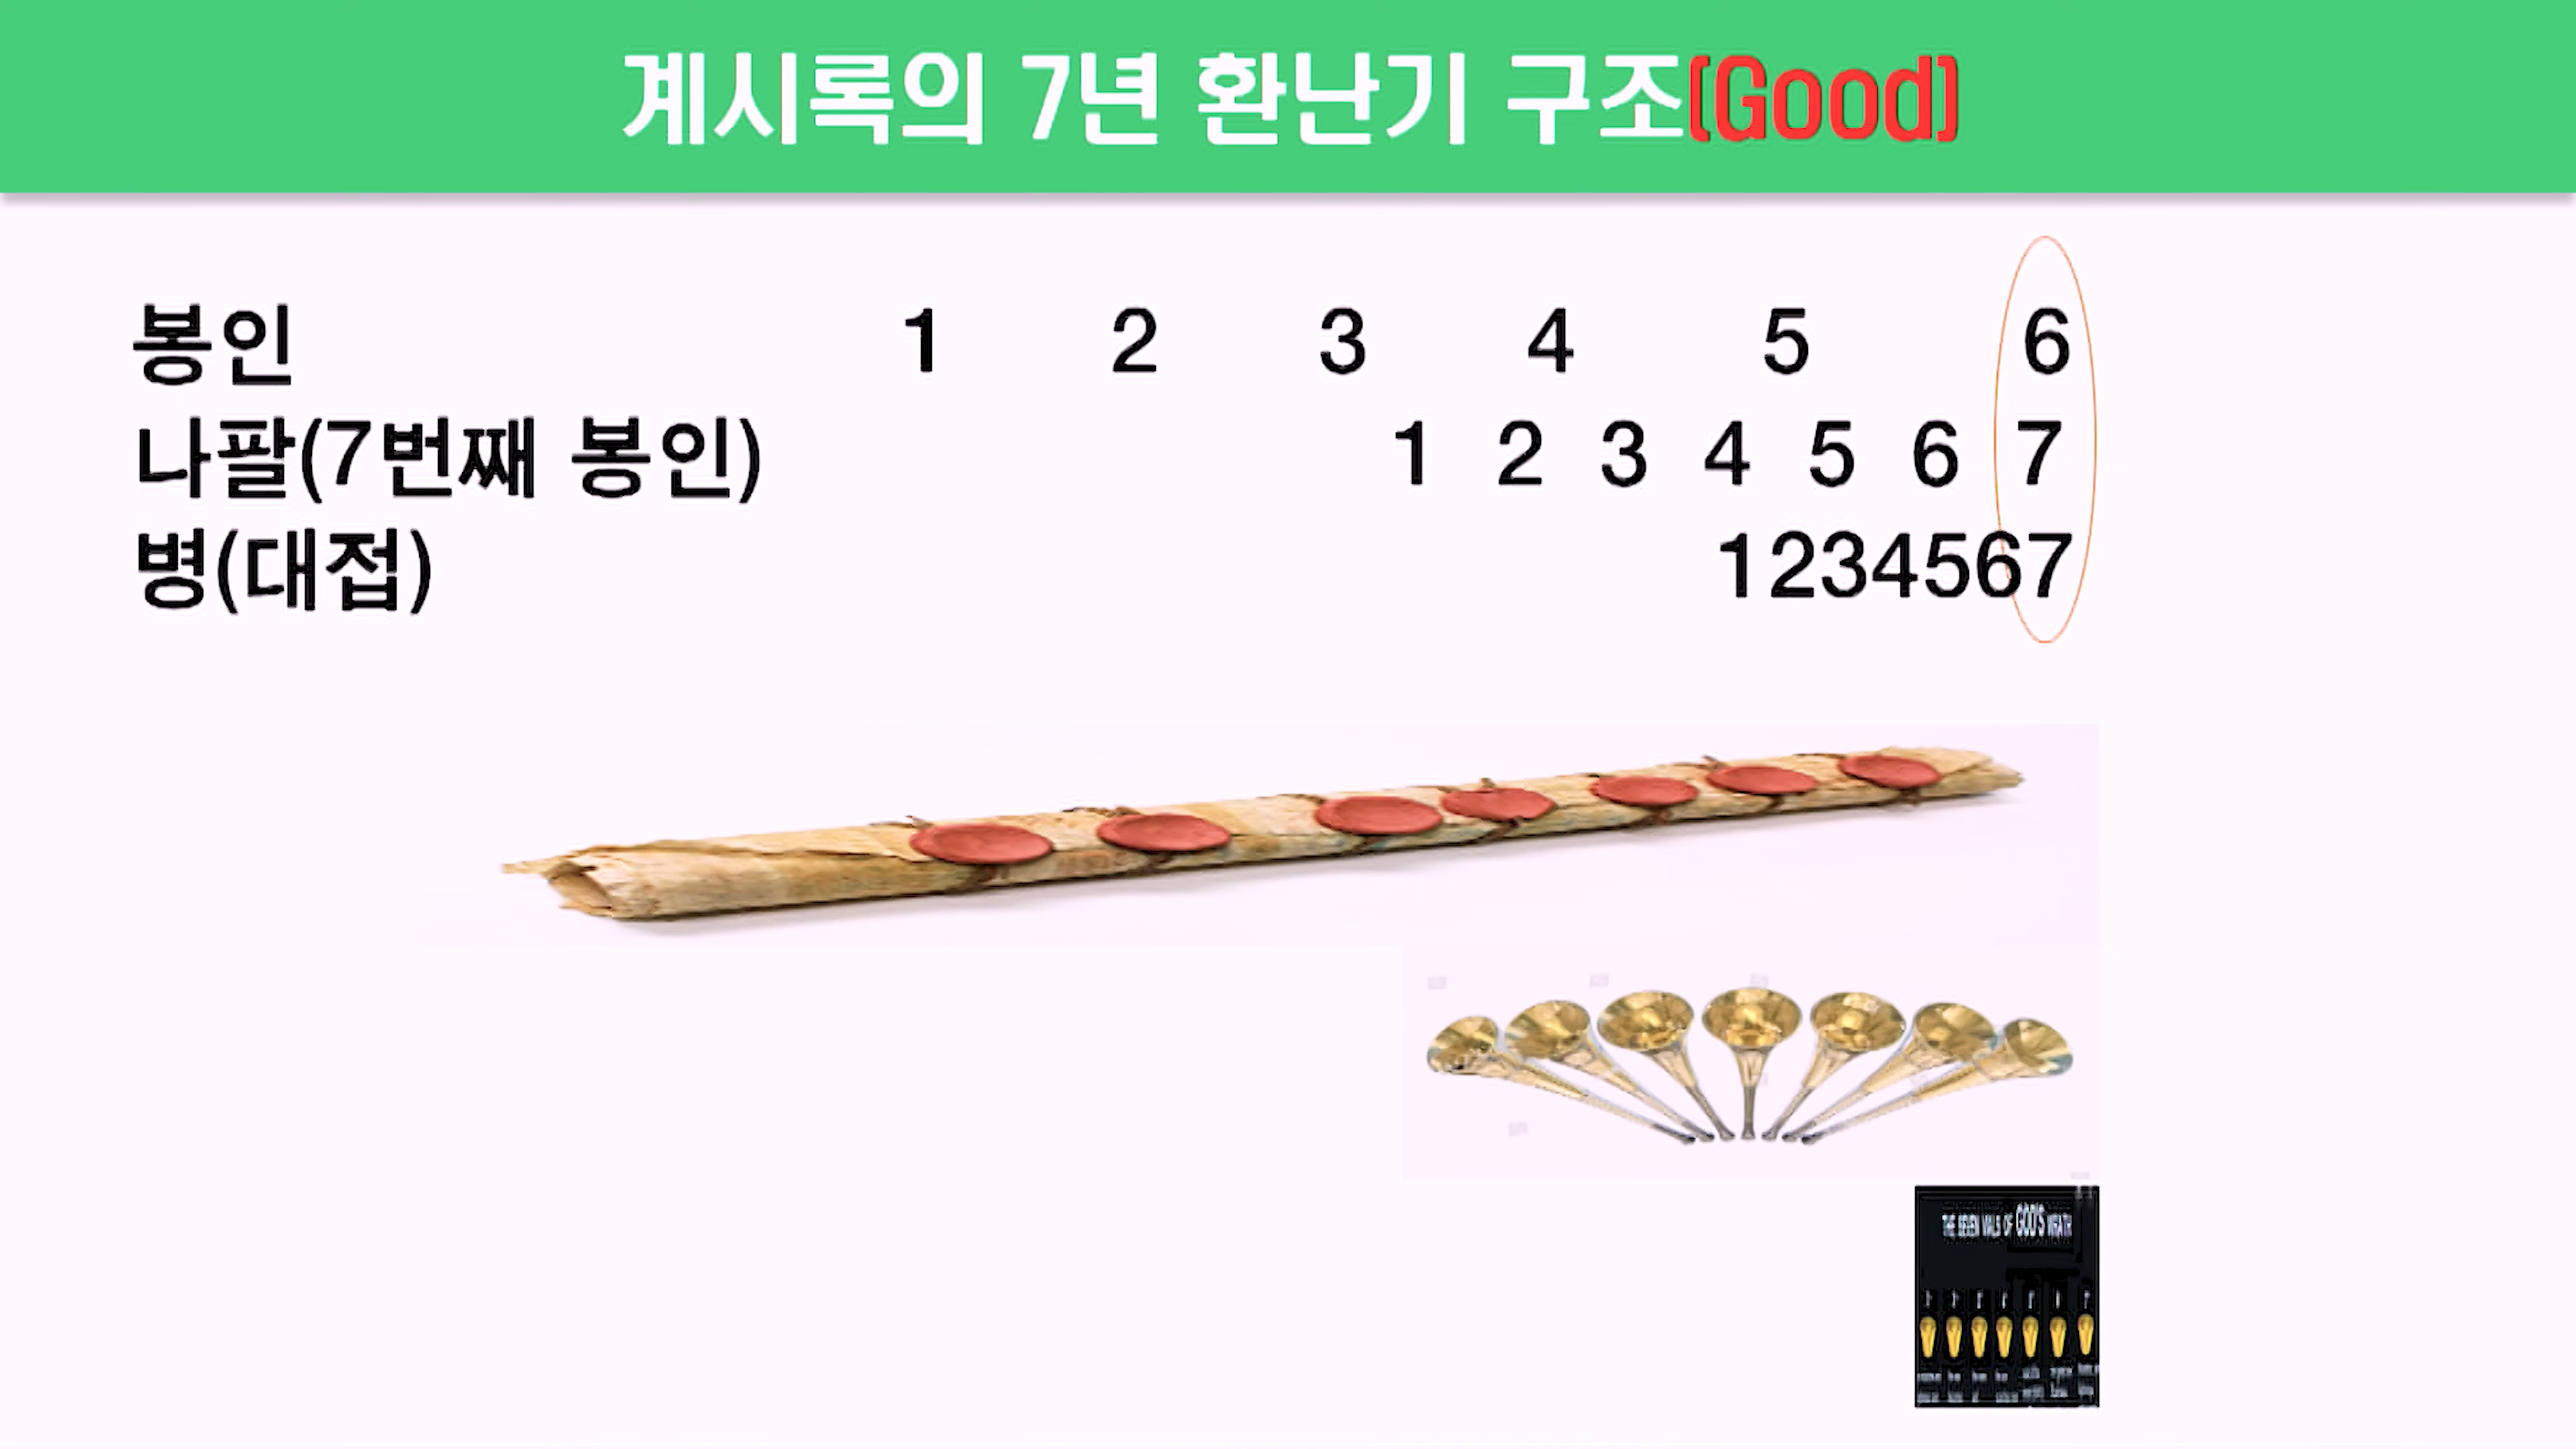 계시록의 7년 환난기 구조(Good)
봉인 1 2 3 4 5 6
나팔(7번째 봉인) 1 2 3 4 5 6 7
병(대접) 1234567
THE SEVEN VIALS OF GOD'S WRATH